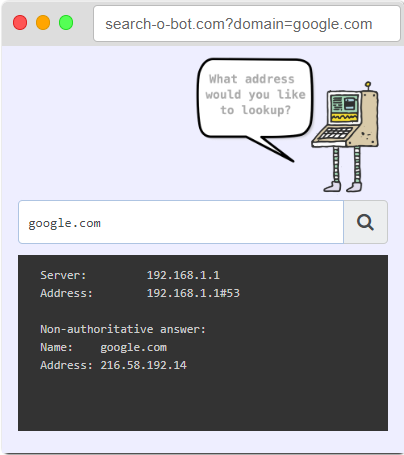 search-o-bot.com?domain=google.com
What address
would you like
to lookup?
google.com
Server: 192.168.1.1
Address: 192.168.1.1#53
Non-authoritative answer:
Name: google.com
Address: 216.58.192.14